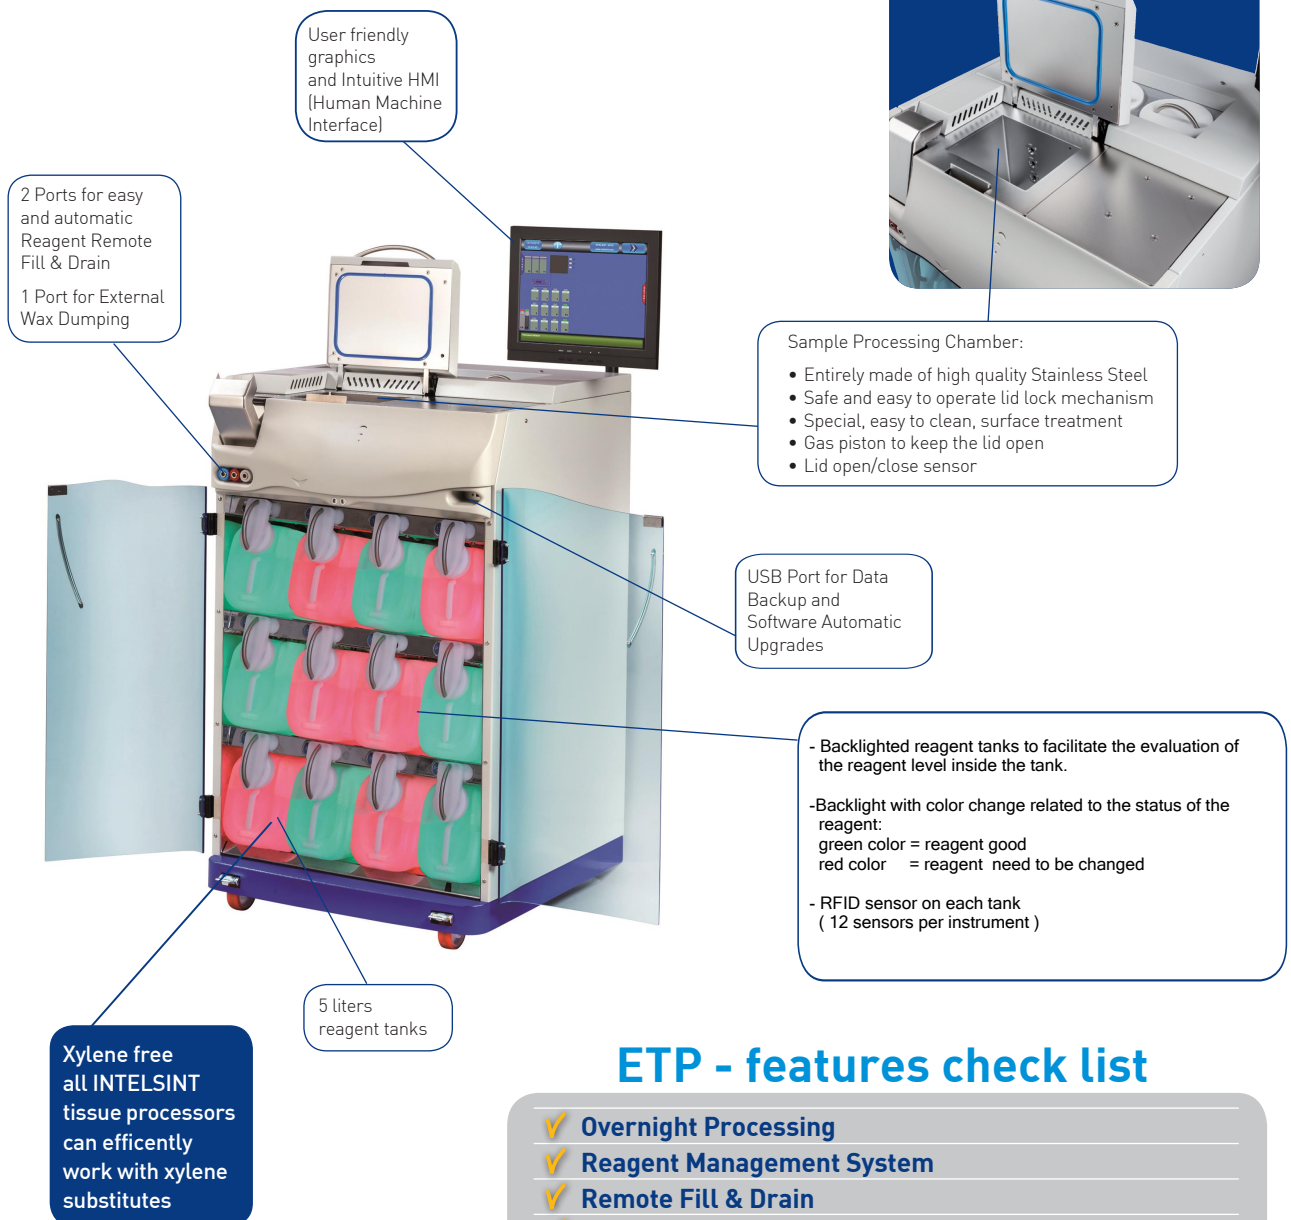 User friendly
graphics
and Intuitive HMI
(Human Machine
Interface)
2 Ports for easy
and automatic
Reagent Remote
Fill & Drain
1 Port for External
Wax Dumping
Sample Processing Chamber:
• Entirely made of high quality Stainless Steel
• Safe and easy to operate lid lock mechanism
• Special, easy to clean, surface treatment
• Gas piston to keep the lid open
• Lid open/close sensor
USB Port for Data
Backup and
Software Automatic
Upgrades
- Backlighted reagent tanks to facilitate the evaluation of
the reagent level inside the tank.
-Backlight with color change related to the status of the
reagent:
green color = reagent good
red color = reagent need to be changed
- RFID sensor on each tank
( 12 sensors per instrument )
5 liters
reagent tanks
Xylene free
all INTELSINT
tissue processors
can efficently
work with xylene
substitutes
ETP - features check list
Overnight Processing
Reagent Management System
Remote Fill & Drain